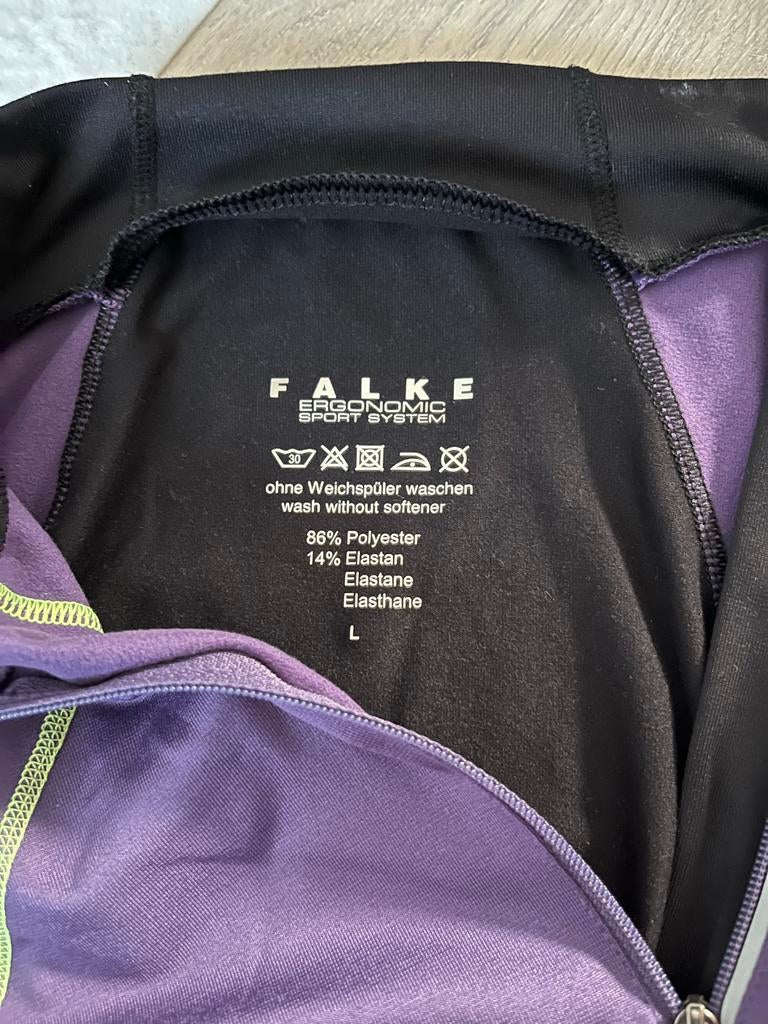 FALKE
ERGONOMIC
SPORT SYSTEM
30
ohne Weichspüler waschen
wash without softener
86% Polyester
14% Elastan
Elastane
Elasthane
L